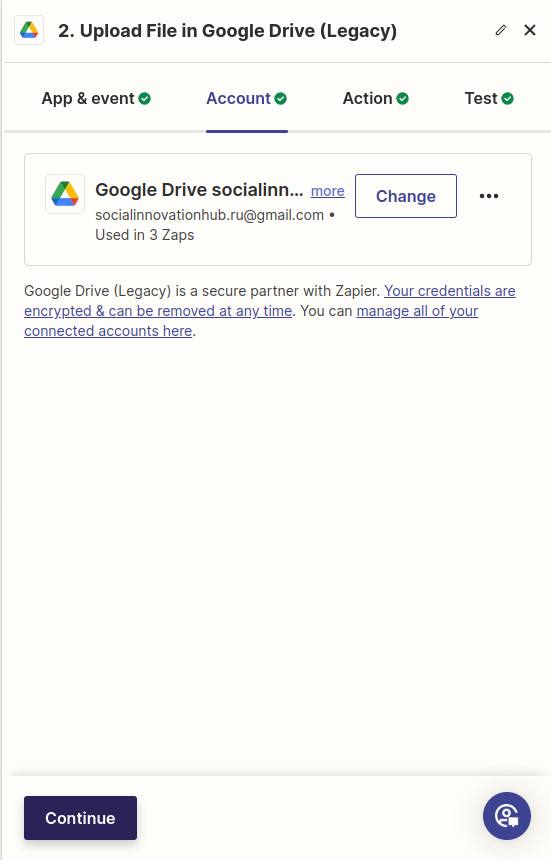 2. Upload File in Google Drive (Legacy)
App & event
Account
Action
Test
Google Drive socialinn... more
socialinnovationhub.ru@gmail.com •
Used in 3 Zaps
Change
Google Drive (Legacy) is a secure partner with Zapier. Your credentials are
encrypted & can be removed at any time. You can manage all of your
connected accounts here.
Continue